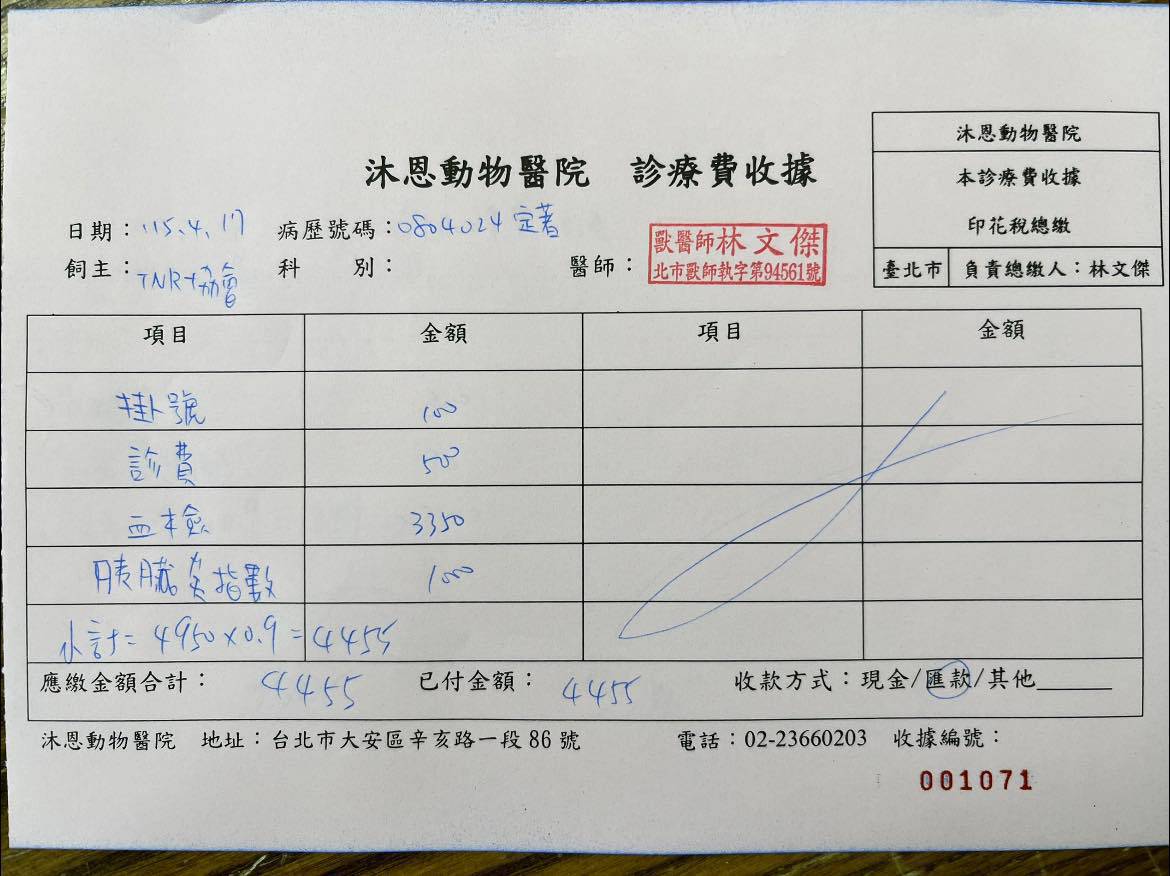 沐恩動物醫院
本診療費收據
印花稅總繳
臺北市 負責總繳人：林文傑
沐恩動物醫院 診療費收據
日期：115.4.17 病歷號碼：0804024 定著
飼主：TNR協會 科 別： 醫師：
獸醫師林文傑
北市獸師執字第94561號
項目 金額 項目 金額
掛號 100
診費 500
血檢 3350
胰臟炎指數 1000
小計=4950×0.9=4455
應繳金額合計：4455 已付金額：4455 收款方式：現金/匯款/其他______
沐恩動物醫院 地址：台北市大安區辛亥路一段86號 電話：02-23660203 收據編號：
001071